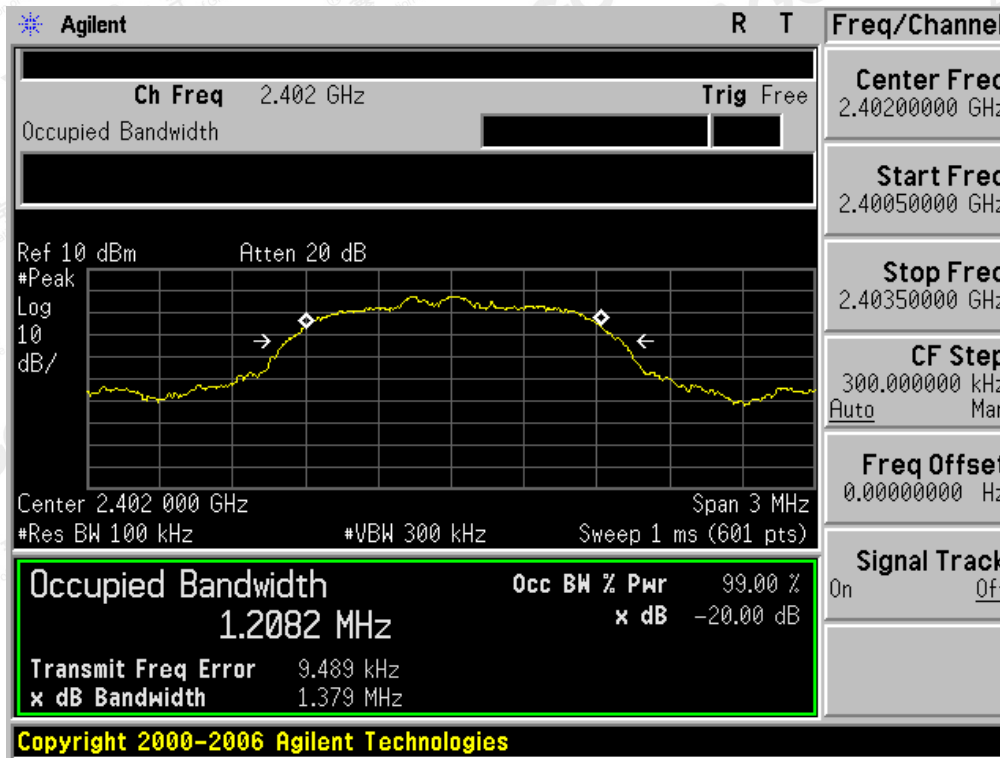 Agilent R T Freq/Channel
Ch Freq 2.402 GHz Trig Free
Occupied Bandwidth
Center Freq
2.40200000 GHz
Start Freq
2.40050000 GHz
Stop Freq
2.40350000 GHz
CF Step
300.000000 kHz
Auto Man
Freq Offset
0.00000000 Hz
Signal Track
On Off
Ref 10 dBm Atten 20 dB
#Peak
Log
10
dB/
Center 2.402 000 GHz Span 3 MHz
#Res BW 100 kHz #VBW 300 kHz Sweep 1 ms (601 pts)
Occupied Bandwidth Occ BW % Pwr 99.00 %
1.2082 MHz x dB -20.00 dB
Transmit Freq Error 9.489 kHz
x dB Bandwidth 1.379 MHz
Copyright 2000-2006 Agilent Technologies